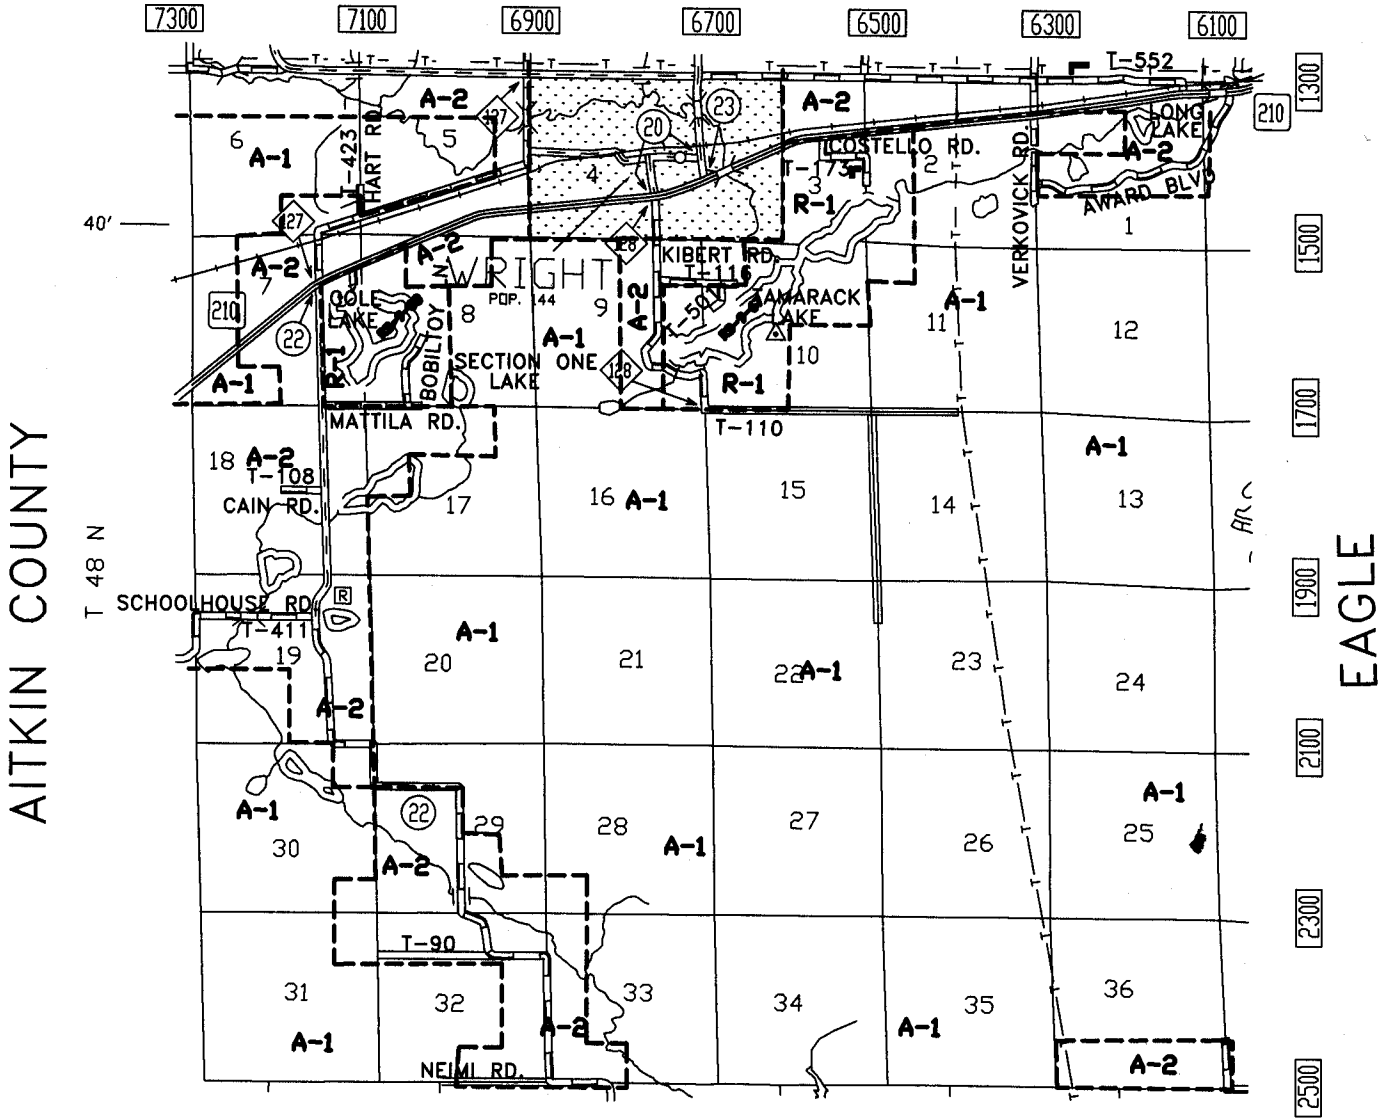 7300 7100 6900 6700 6500 6300 6100
T-552
1300
A-2
127
23
A-2
210
LONG
LAKE
6
5
T-423
HART RD.
20
COSTELLO RD.
A-1
4
T-173
3
2
A-2
VERKOVICK RD.
AWARD BLVD
R-1
40'
127
1
1500
A-2
128
KIBERT RD.
A-2
7
WRIGHT
T-116
POP. 144
210
COLE
LAKE
8
9
A-2
T-501
TAMARACK
LAKE
A-1
11
12
22
BOBILTOY LN
A-1
10
SECTION ONE
LAKE
R-1
A-1
128
R-1
1700
MATTILA RD.
T-110
A-1
18
A-2
T-108
CAIN RD.
17
16
A-1
15
14
13
ARC
AITKIN COUNTY
T 48 N
EAGLE
1900
SCHOOLHOUSE RD.
R
T-411
A-1
19
20
21
22
A-1
23
24
A-2
2100
A-1
A-1
22
29
28
27
26
25
30
A-2
A-1
2300
T-90
31
32
33
34
35
36
A-1
A-2
A-1
A-2
NEIMI RD.
2500